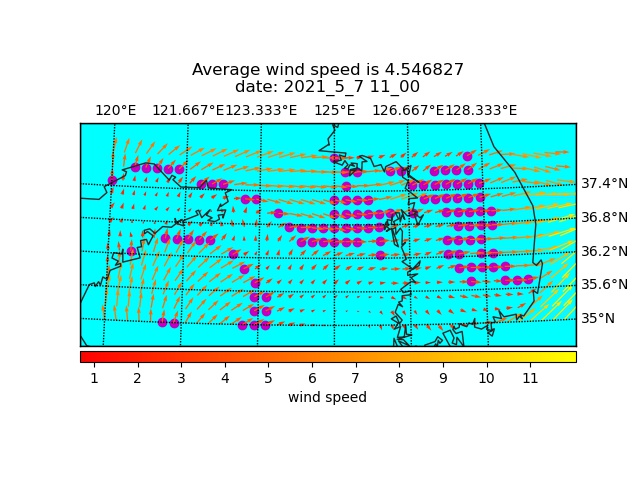 Average wind speed is 4.546827
date: 2021_5_7 11_00
120°E 121.667°E 123.333°E 125°E 126.667°E 128.333°E
37.4°N
36.8°N
36.2°N
35.6°N
35°N
1 2 3 4 5 6 7 8 9 10 11
wind speed